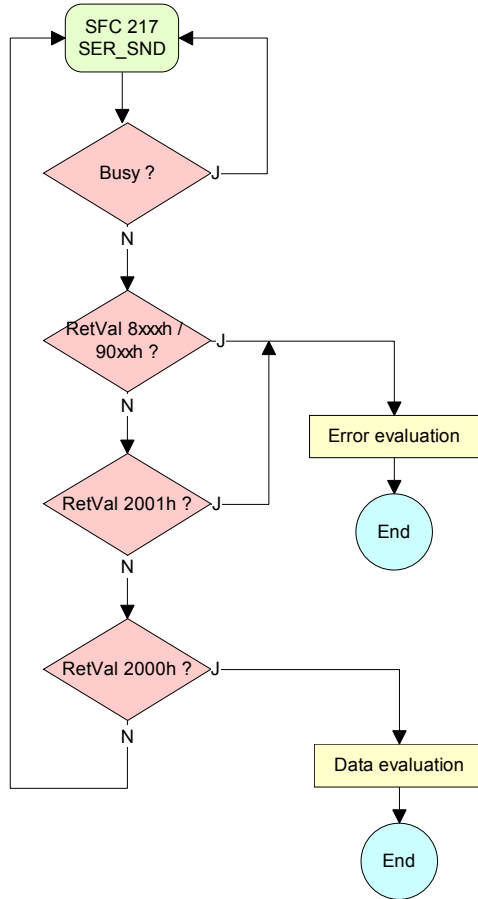 SFC 217
SER_SND
Busy ?
J
N
RetVal 8xxxh /
90xxh ?
J
N
Error evaluation
RetVal 2001h ?
J
End
N
RetVal 2000h ?
J
N
Data evaluation
End